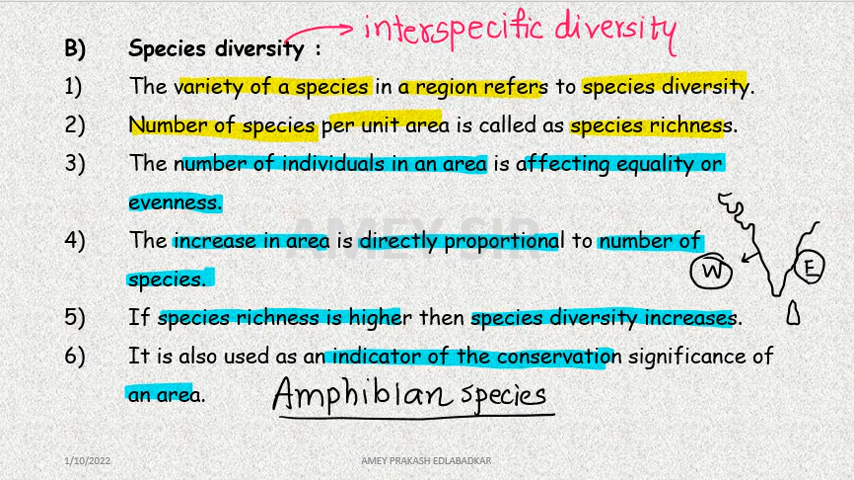 interspecific diversity
B) Species diversity :
1) The variety of a species in a region refers to species diversity.
2) Number of species per unit area is called as species richness.
3) The number of individuals in an area is affecting equality or
evenness.
AMEY SIR
4) The increase in area is directly proportional to number of
species.
W E
5) If species richness is higher then species diversity increases.
6) It is also used as an indicator of the conservation significance of
an area.
Amphibian species
1/10/2022 AMEY PRAKASH EDLABADKAR